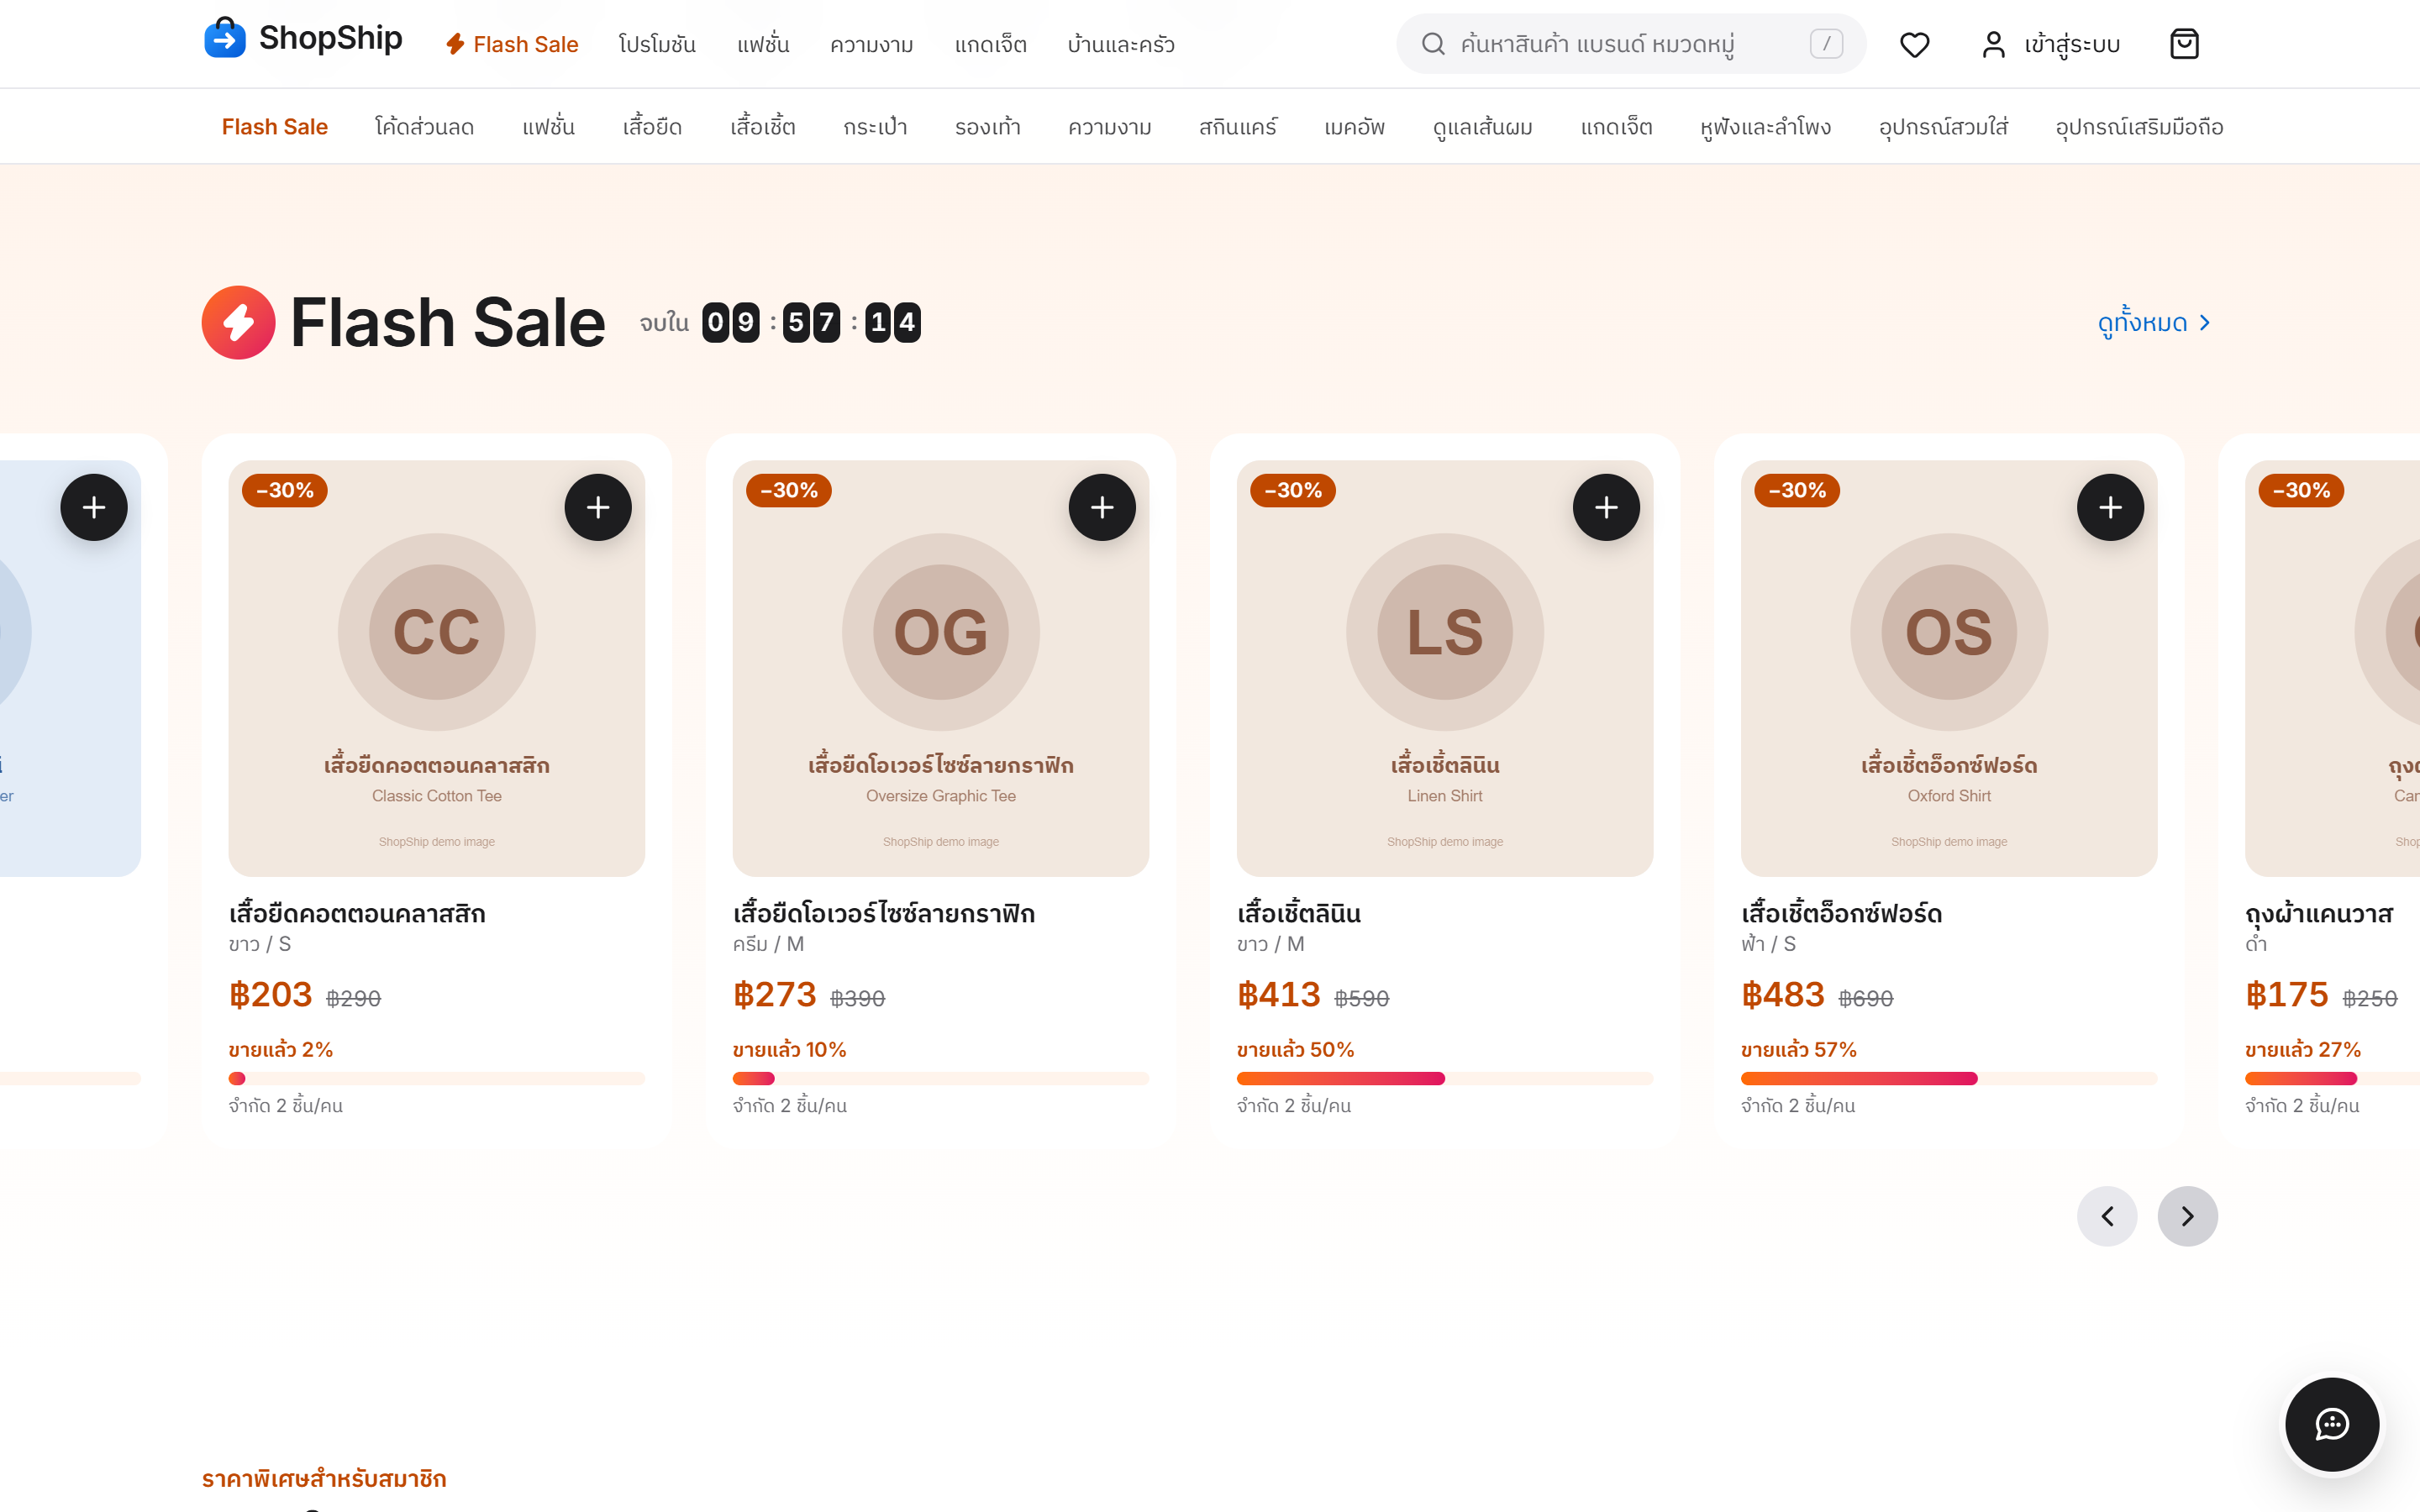 ShopShip
Flash Sale โปรโมชัน แฟชั่น ความงาม แกดเจ็ต บ้านและครัว
ค้นหาสินค้า แบรนด์ หมวดหมู่ /
เข้าสู่ระบบ
Flash Sale โค้ดส่วนลด แฟชั่น เสื้อยืด เสื้อเชิ้ต กระเป๋า รองเท้า ความงาม สกินแคร์ เมคอัพ ดูแลเส้นผม แกดเจ็ต หูฟังและลำโพง อุปกรณ์สวมใส่ อุปกรณ์เสริมมือถือ
Flash Sale จบใน 09:57:14
ดูทั้งหมด
er
−30%
CC
เสื้อยืดคอตตอนคลาสสิก
Classic Cotton Tee
ShopShip demo image
เสื้อยืดคอตตอนคลาสสิก
ขาว / S
฿203 ฿290
ขายแล้ว 2%
จำกัด 2 ชิ้น/คน
−30%
OG
เสื้อยืดโอเวอร์ไซซ์ลายกราฟิก
Oversize Graphic Tee
ShopShip demo image
เสื้อยืดโอเวอร์ไซซ์ลายกราฟิก
ครีม / M
฿273 ฿390
ขายแล้ว 10%
จำกัด 2 ชิ้น/คน
−30%
LS
เสื้อเชิ้ตลินิน
Linen Shirt
ShopShip demo image
เสื้อเชิ้ตลินิน
ขาว / M
฿413 ฿590
ขายแล้ว 50%
จำกัด 2 ชิ้น/คน
−30%
OS
เสื้อเชิ้ตอ็อกซ์ฟอร์ด
Oxford Shirt
ShopShip demo image
เสื้อเชิ้ตอ็อกซ์ฟอร์ด
ฟ้า / S
฿483 ฿690
ขายแล้ว 57%
จำกัด 2 ชิ้น/คน
−30%
ถุงผ้าแคนวาส
ดำ
฿175 ฿250
ขายแล้ว 27%
จำกัด 2 ชิ้น/คน
ราคาพิเศษสำหรับสมาชิก